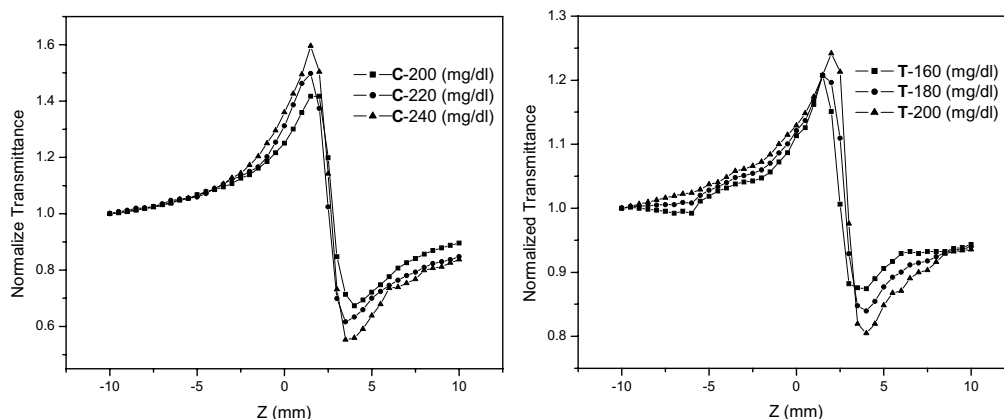 1.6
1.4
1.2
1.0
0.8
0.6
Normalize Transmittance
C-200 (mg/dl)
C-220 (mg/dl)
C-240 (mg/dl)
-10
-5
0
5
10
Z (mm)
1.3
1.2
1.1
1.0
0.9
0.8
Normalized Transmittance
T-160 (mg/dl)
T-180 (mg/dl)
T-200 (mg/dl)
-10
-5
0
5
10
Z (mm)